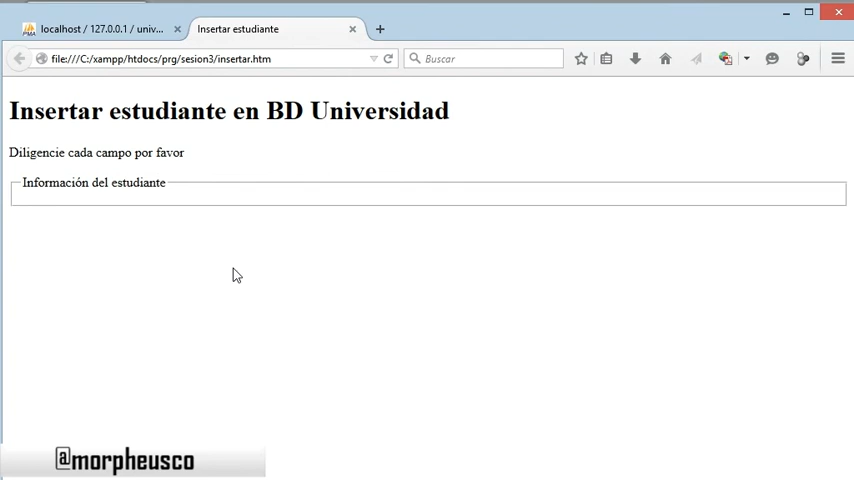 localhost / 127.0.0.1 / univ...
Insertar estudiante
file:///C:/xampp/htdocs/prg/sesion3/insertar.htm
Buscar
Insertar estudiante en BD Universidad
Diligencie cada campo por favor
Información del estudiante
@morpheusco